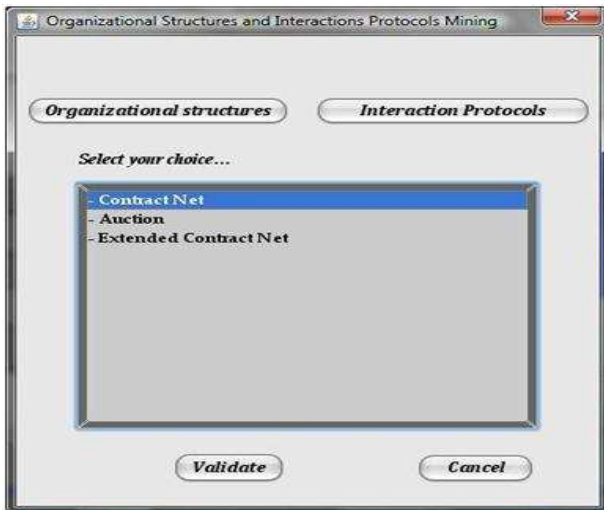 Organizational Structures and Interactions Protocols Mining
Organizational structures
Interaction Protocols
Select your choice...
- Contract Net
- Auction
- Extended Contract Net
Validate
Cancel